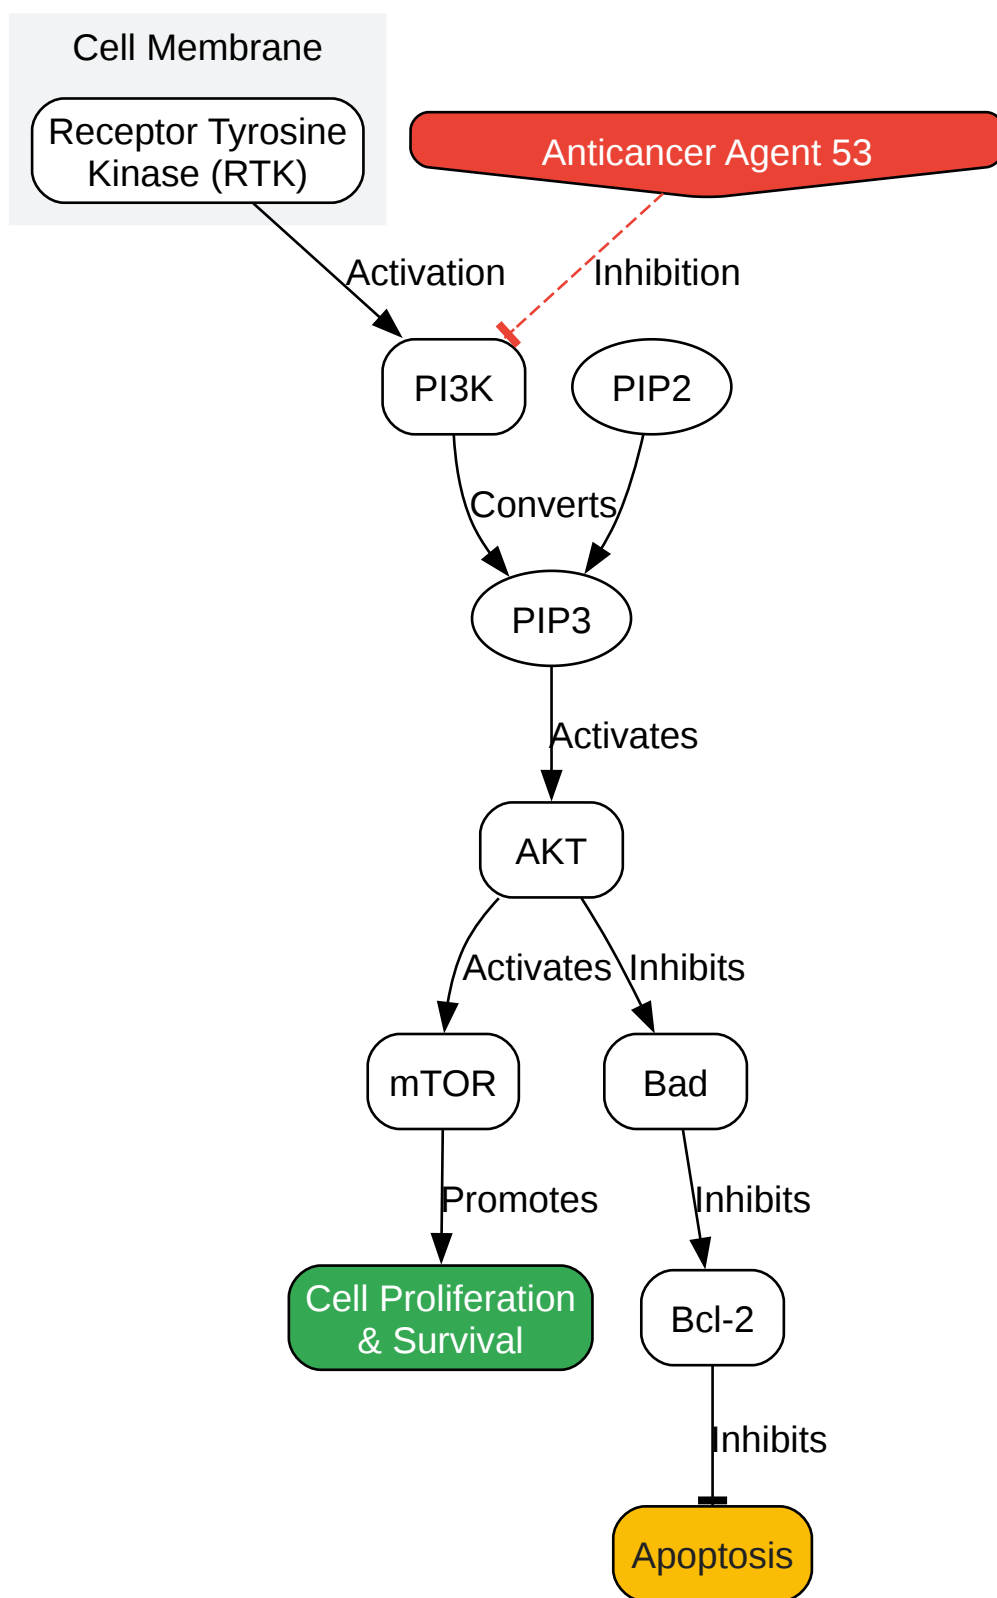 Cell Membrane
Receptor Tyrosine
Kinase (RTK)
Anticancer Agent 53
Activation
Inhibition
PI3K
PIP2
Converts
PIP3
Activates
AKT
Activates
Inhibits
mTOR
Bad
Promotes
Inhibits
Cell Proliferation
& Survival
Bcl-2
Inhibits
Apoptosis